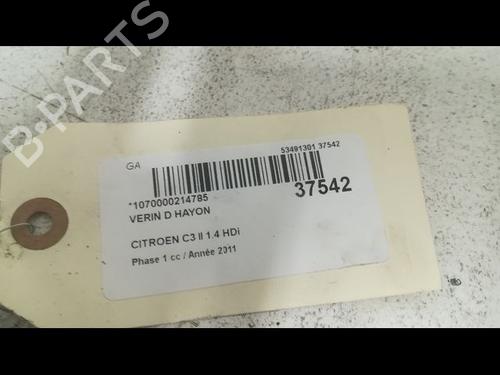 B-PARTS
GA
53491301 37542
*1070000214785
37542
VERIN D HAYON
CITROEN C3 II 1.4 HDi
Phase 1 cc / Année 2011